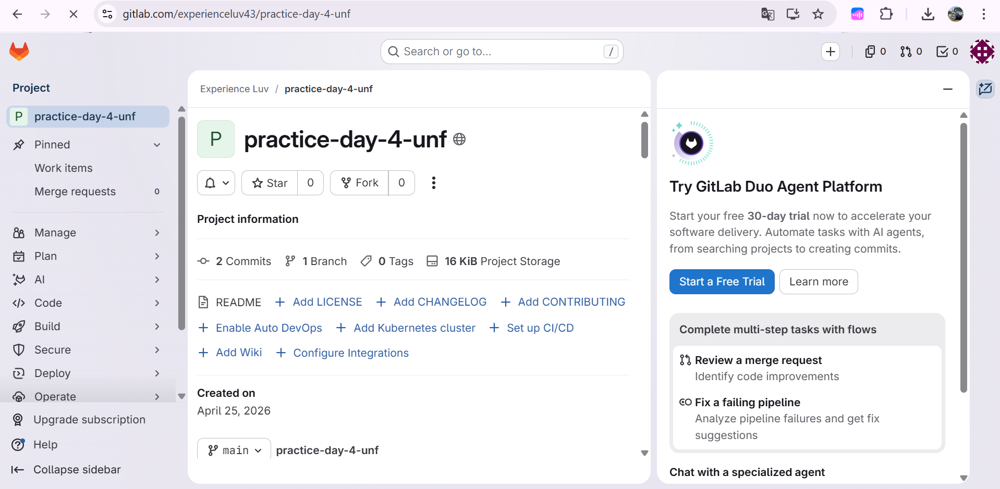 gitlab.com/experienceluv43/practice-day-4-unf
Search or go to...
/
0
0
0
Project
P practice-day-4-unf
Pinned
Work items
Merge requests 0
Manage
Plan
AI
Code
Build
Secure
Deploy
Operate
Upgrade subscription
Help
Collapse sidebar
Experience Luv / practice-day-4-unf
P practice-day-4-unf
Star 0 Fork 0
Project information
2 Commits 1 Branch 0 Tags 16 KiB Project Storage
README + Add LICENSE + Add CHANGELOG + Add CONTRIBUTING
+ Enable Auto DevOps + Add Kubernetes cluster + Set up CI/CD
+ Add Wiki + Configure Integrations
Created on
April 25, 2026
main practice-day-4-unf
Try GitLab Duo Agent Platform
Start your free 30-day trial now to accelerate your
software delivery. Automate tasks with AI agents,
from searching projects to creating commits.
Start a Free Trial Learn more
Complete multi-step tasks with flows
Review a merge request
Identify code improvements
Fix a failing pipeline
Analyze pipeline failures and get fix
suggestions
Chat with a specialized agent